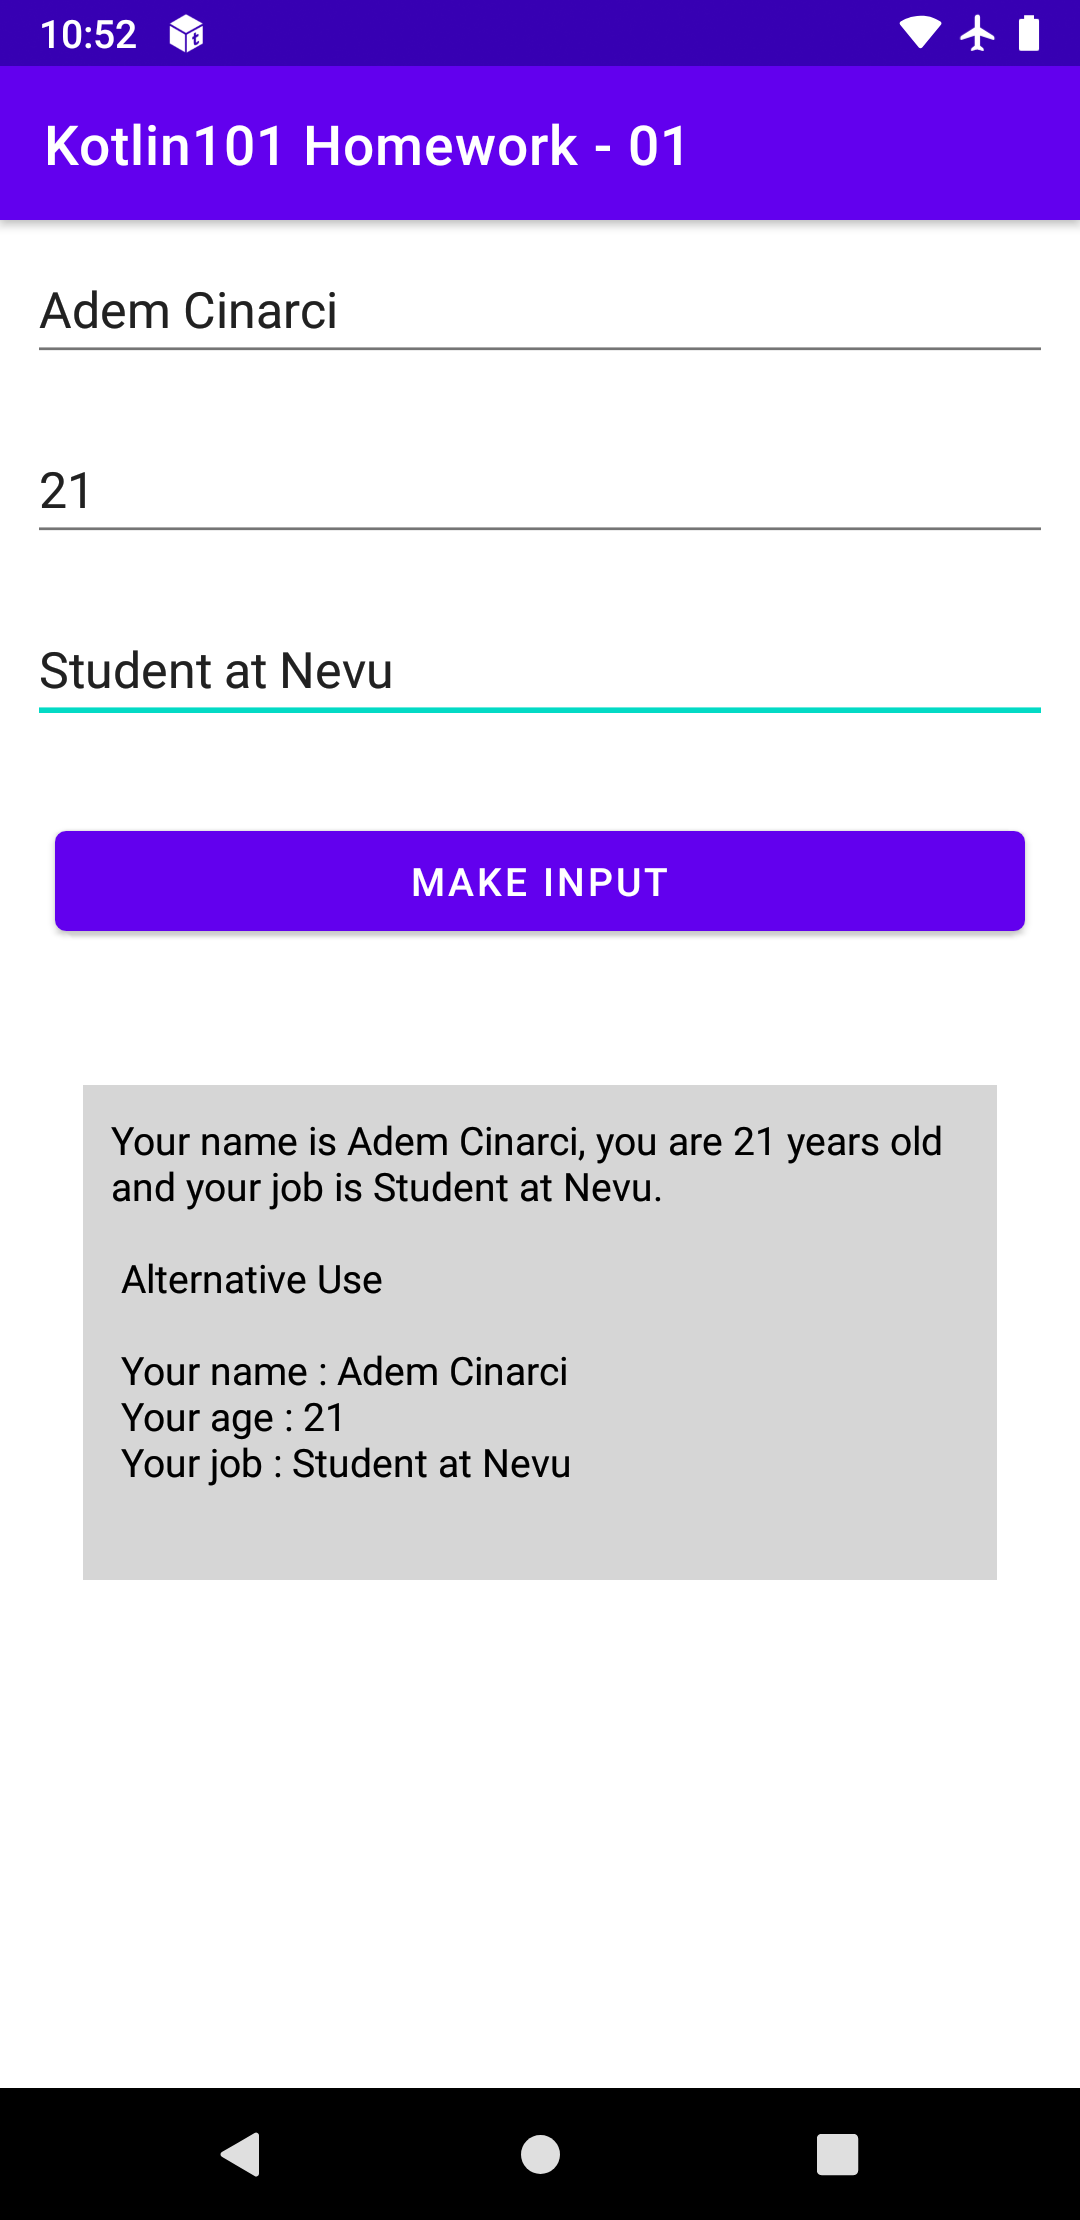 10:52
Kotlin101 Homework - 01
Adem Cinarci
21
Student at Nevu
MAKE INPUT
Your name is Adem Cinarci, you are 21 years old
and your job is Student at Nevu.
Alternative Use
Your name : Adem Cinarci
Your age : 21
Your job : Student at Nevu